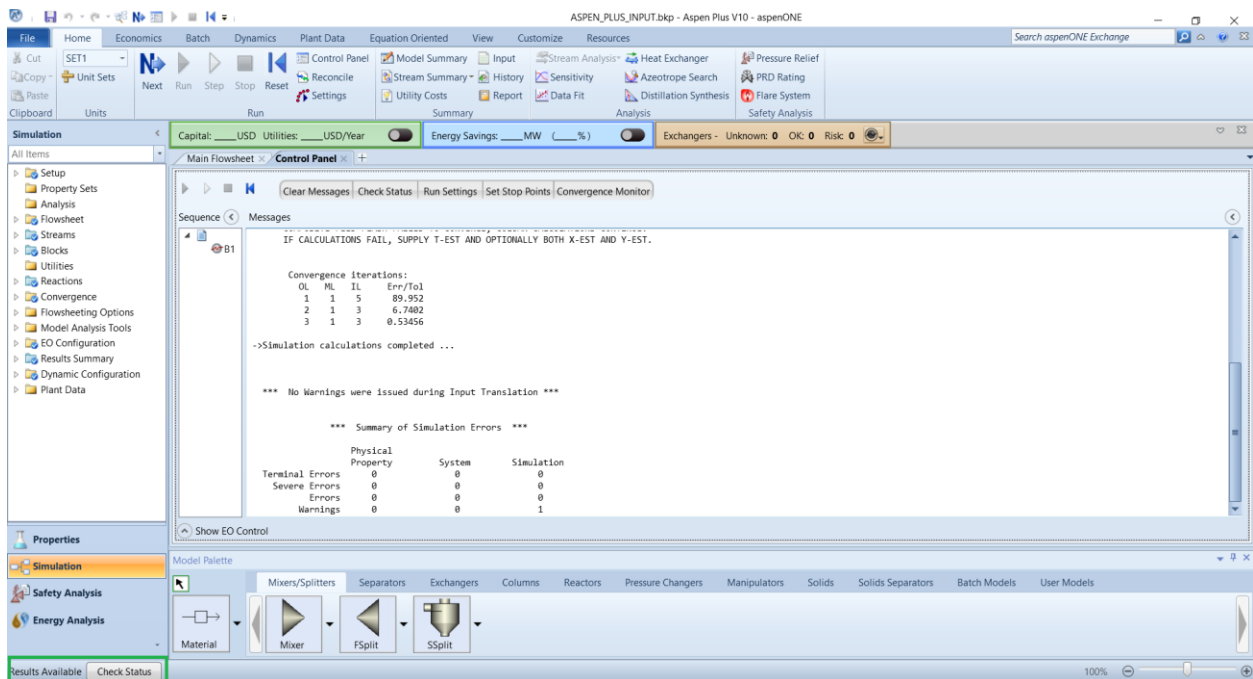 ASPEN_PLUS_INPUT.bkp - Aspen Plus V10 - aspenONE
File Home Economics Batch Dynamics Plant Data Equation Oriented View Customize Resources Search aspenONE Exchange
Cut SET1 Control Panel Model Summary Input Stream Analysis Heat Exchanger Pressure Relief
Copy Unit Sets Next Run Step Stop Reset Reconcile Stream Summary History Sensitivity Azeotrope Search PRD Rating
Paste Settings Utility Costs Report Data Fit Distillation Synthesis Flare System
Clipboard Units Run Summary Analysis Safety Analysis
Simulation Capital: ____USD Utilities: ____USD/Year Energy Savings: ____MW (____%) Exchangers - Unknown: 0 OK: 0 Risk: 0
All Items Main Flowsheet Control Panel
Setup
Property Sets
Analysis
Flowsheet
Streams
Blocks
Utilities
Reactions
Convergence
Flowsheeting Options
Model Analysis Tools
EO Configuration
Results Summary
Dynamic Configuration
Plant Data
Clear Messages Check Status Run Settings Set Stop Points Convergence Monitor
Sequence Messages
B1
IF CALCULATIONS FAIL, SUPPLY T-EST AND OPTIONALLY BOTH X-EST AND Y-EST.
Convergence iterations:
OL ML IL Err/Tol
1 1 5 89.952
2 1 3 6.7402
3 1 3 0.53456
->Simulation calculations completed ...
*** No Warnings were issued during Input Translation ***
*** Summary of Simulation Errors ***
Physical
Property System Simulation
Terminal Errors 0 0 0
Severe Errors 0 0 0
Errors 0 0 0
Warnings 0 0 1
Show EO Control
Properties
Simulation
Safety Analysis
Energy Analysis
Model Palette
Mixers/Splitters Separators Exchangers Columns Reactors Pressure Changers Manipulators Solids Solids Separators Batch Models User Models
Material Mixer FSplit SSplit
Results Available Check Status 100%